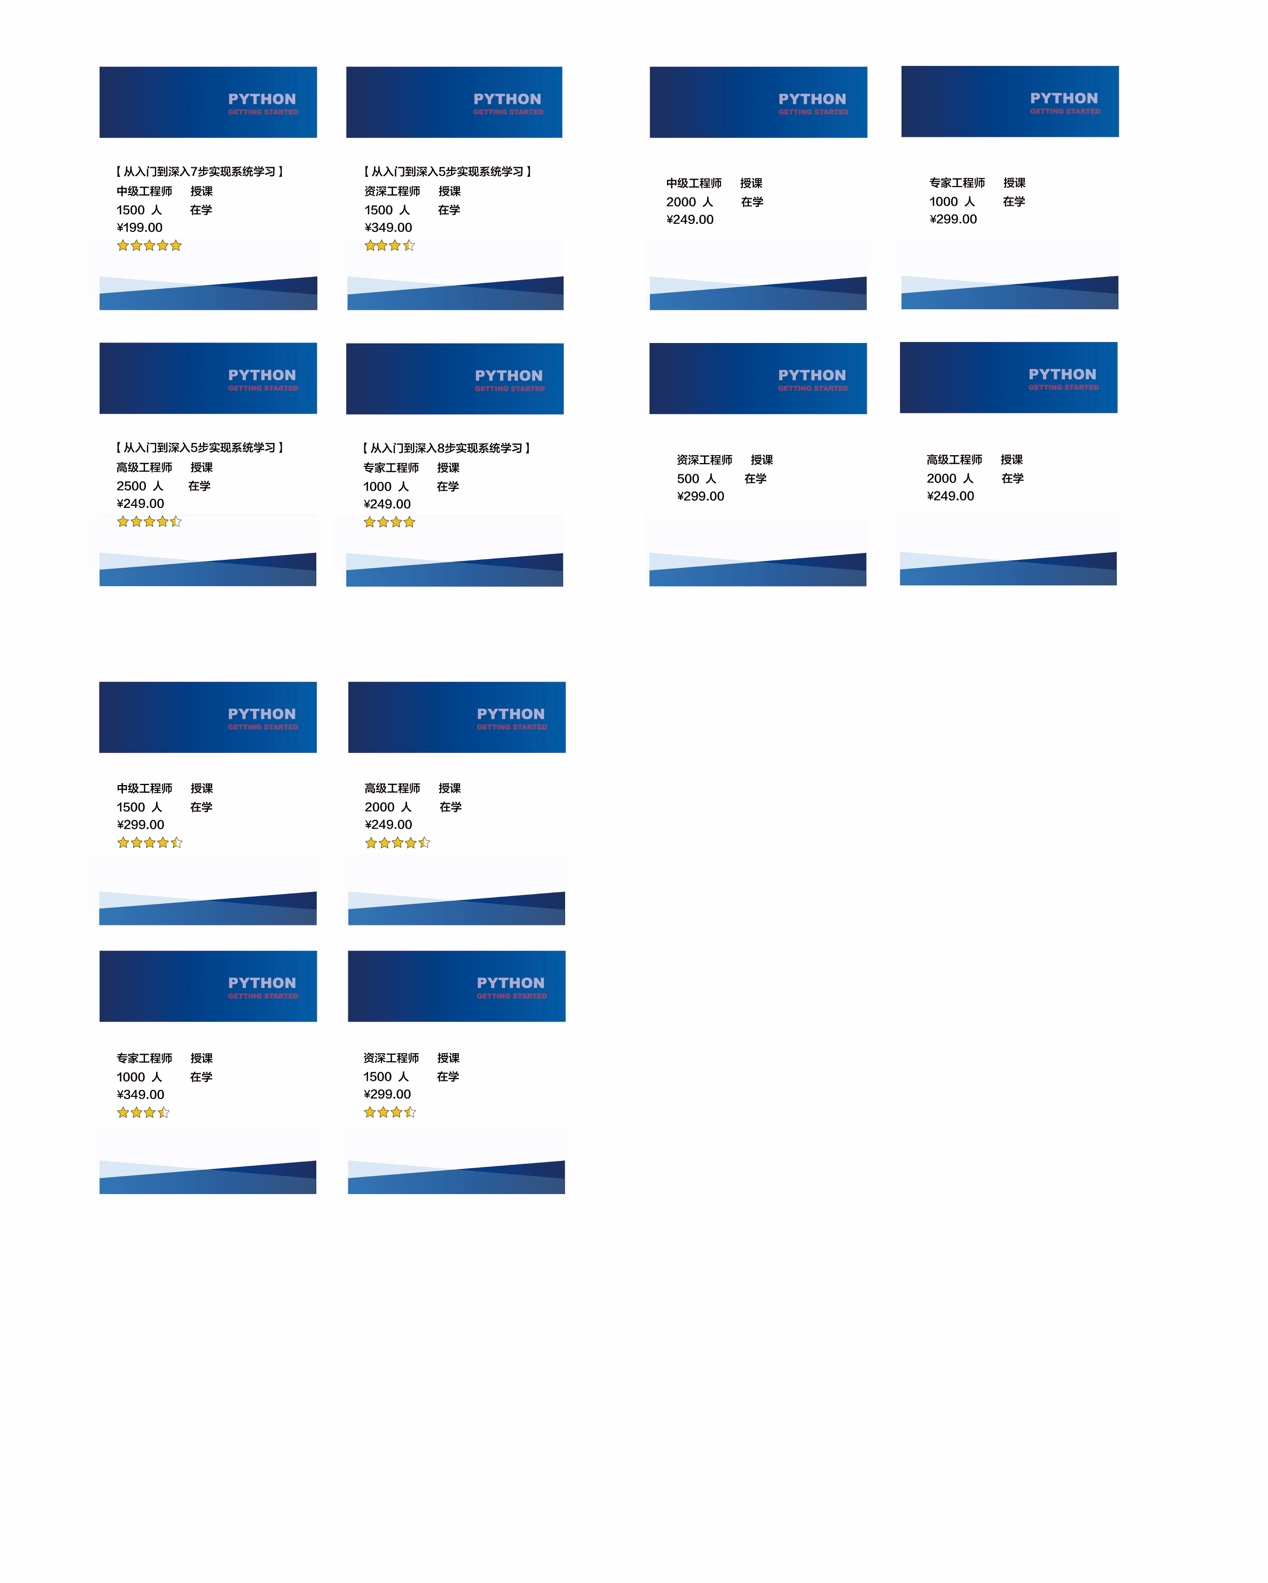 PYTHON
GETTING STARTED
【从入门到深入7步实现系统学习】
中级工程师 授课
1500 人 在学
¥199.00
PYTHON
GETTING STARTED
【从入门到深入5步实现系统学习】
资深工程师 授课
1500 人 在学
¥349.00
PYTHON
GETTING STARTED
中级工程师 授课
2000 人 在学
¥249.00
PYTHON
GETTING STARTED
专家工程师 授课
1000 人 在学
¥299.00
PYTHON
GETTING STARTED
【从入门到深入5步实现系统学习】
高级工程师 授课
2500 人 在学
¥249.00
PYTHON
GETTING STARTED
【从入门到深入8步实现系统学习】
专家工程师 授课
1000 人 在学
¥249.00
PYTHON
GETTING STARTED
资深工程师 授课
500 人 在学
¥299.00
PYTHON
GETTING STARTED
高级工程师 授课
2000 人 在学
¥249.00
PYTHON
GETTING STARTED
中级工程师 授课
1500 人 在学
¥299.00
PYTHON
GETTING STARTED
高级工程师 授课
2000 人 在学
¥249.00
PYTHON
GETTING STARTED
专家工程师 授课
1000 人 在学
¥349.00
PYTHON
GETTING STARTED
资深工程师 授课
1500 人 在学
¥299.00